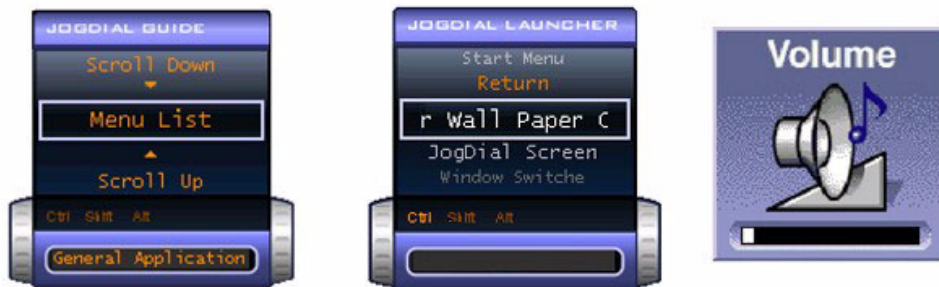 JOGDIAL GUIDE
Scroll Down
Menu List
Scroll Up
Ctrl Shift Alt
General Application
JOGDIAL LAUNCHER
Start Menu
Return
r Wall Paper C
JogDial Screen
Window Switche
Ctrl Shift Alt
Volume